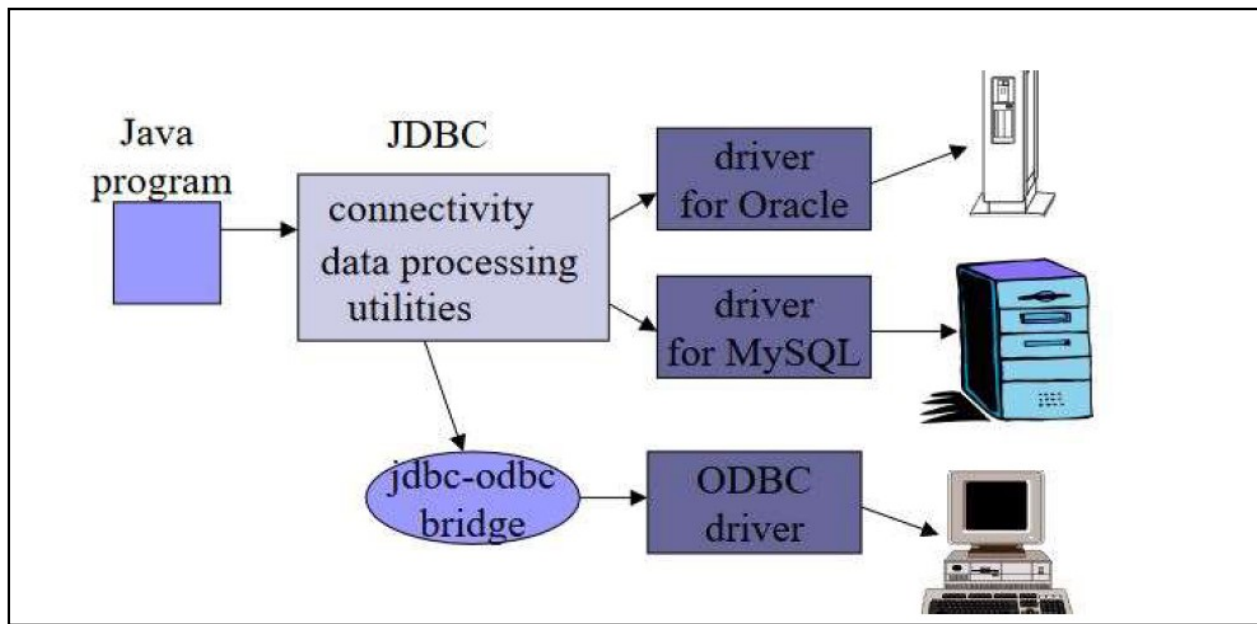 Java
program
JDBC
connectivity
data processing
utilities
driver
for Oracle
driver
for MySQL
jdbc-odbc
bridge
ODBC
driver